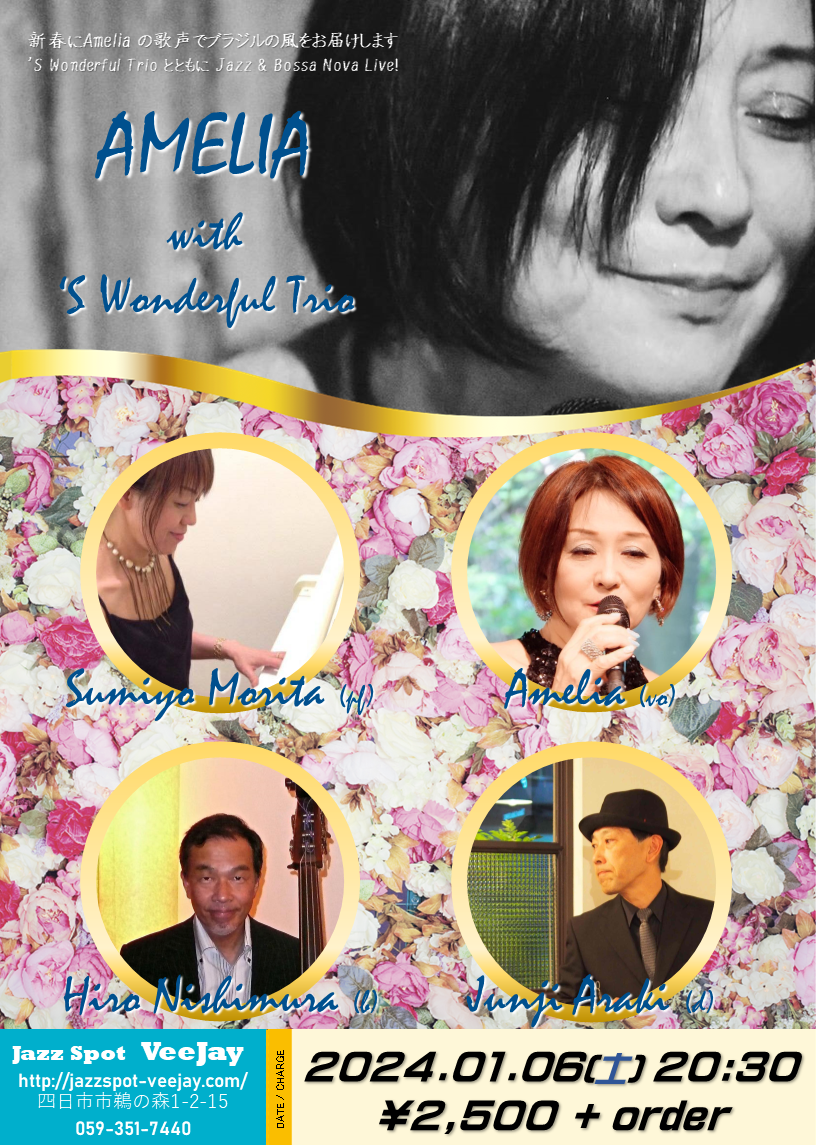 新春にAmelia の歌声でブラジルの風をお届けします
'S Wonderful Trio とともに Jazz & Bossa Nova Live!
AMELIA
with
'S Wonderful Trio
Sumiyo Morita (pf)
Amelia (vo)
Hiro Nishimura (b)
Junji Araki (d)
Jazz Spot VeeJay
http://jazzspot-veejay.com/
四日市市鵜の森1-2-15
059-351-7440
DATE / CHARGE
2024.01.06(土) 20:30
¥2,500 + order